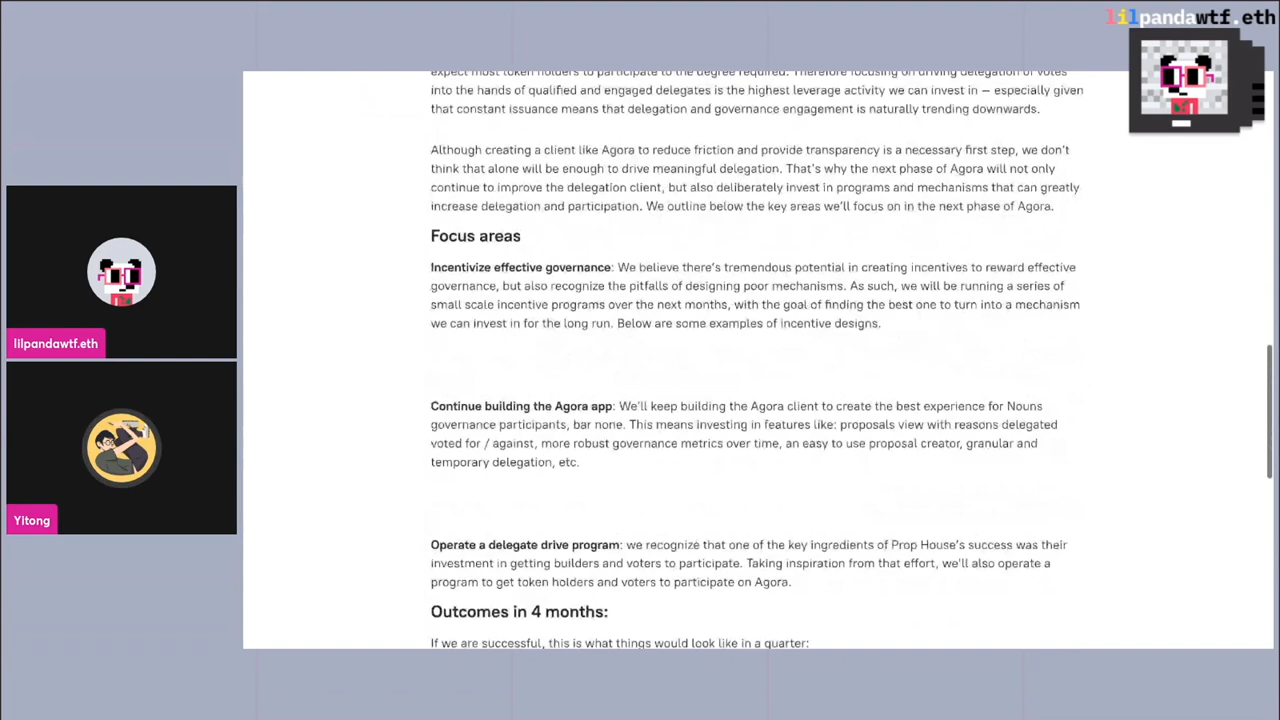 lilpandawtf.eth
expect most token holders to participate to the degree required. Therefore focusing on driving delegation of votes
into the hands of qualified and engaged delegates is the highest leverage activity we can invest in — especially given
that constant issuance means that delegation and governance engagement is naturally trending downwards.
Although creating a client like Agora to reduce friction and provide transparency is a necessary first step, we don't
think that alone will be enough to drive meaningful delegation. That's why the next phase of Agora will not only
continue to improve the delegation client, but also deliberately invest in programs and mechanisms that can greatly
increase delegation and participation. We outline below the key areas we'll focus on in the next phase of Agora.
Focus areas
Incentivize effective governance: We believe there's tremendous potential in creating incentives to reward effective
governance, but also recognize the pitfalls of designing poor mechanisms. As such, we will be running a series of
small scale incentive programs over the next months, with the goal of finding the best one to turn into a mechanism
we can invest in for the long run. Below are some examples of incentive designs.
lilpandawtf.eth
Continue building the Agora app: We'll keep building the Agora client to create the best experience for Nouns
governance participants, bar none. This means investing in features like: proposals view with reasons delegated
voted for / against, more robust governance metrics over time, an easy to use proposal creator, granular and
temporary delegation, etc.
Yitong
Operate a delegate drive program: we recognize that one of the key ingredients of Prop House's success was their
investment in getting builders and voters to participate. Taking inspiration from that effort, we'll also operate a
program to get token holders and voters to participate on Agora.
Outcomes in 4 months:
If we are successful, this is what things would look like in a quarter: